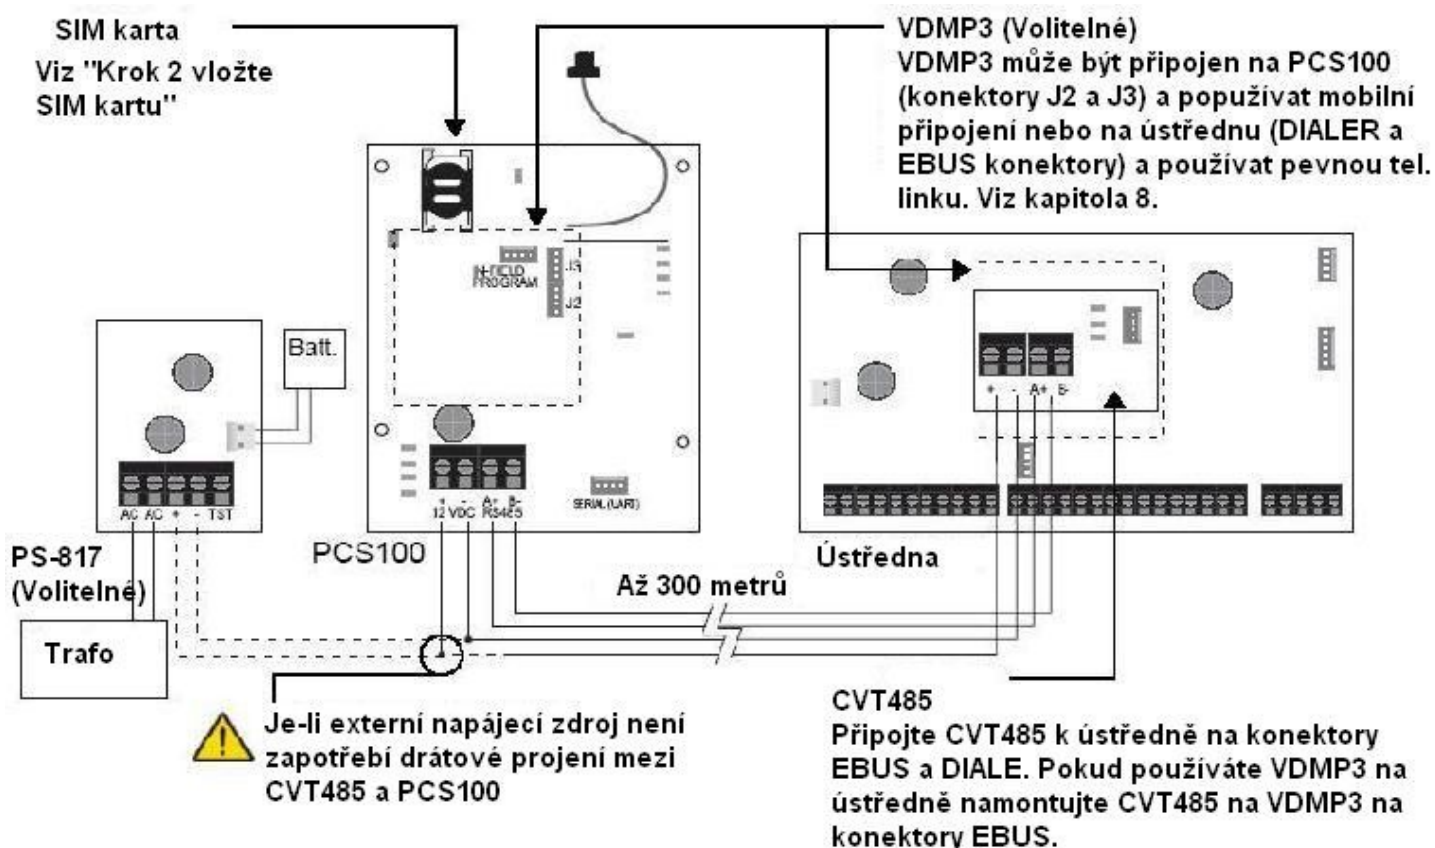 SIM karta
Viz "Krok 2 vložte
SIM kartu"
VDMP3 (Volitelné)
VDMP3 může být připojen na PCS100
(konektory J2 a J3) a popužívat mobilní
připojení nebo na ústřednu (DIALER a
EBUS konektory) a používat pevnou tel.
linku. Viz kapitola 8.
PROGRAM
J3
J2
Batt.
+ - A+ B-
AC AC + - TST
+ - A+ B-
12 VDC RS485
SERIAL (UART)
PS-817
(Volitelné)
PCS100
Ústředna
Až 300 metrů
Trafo
Je-li externí napájecí zdroj není
zapotřebí drátové projení mezi
CVT485 a PCS100
CVT485
Připojte CVT485 k ústředně na konektory
EBUS a DIALE. Pokud používáte VDMP3 na
ústředně namontujte CVT485 na VDMP3 na
konektory EBUS.